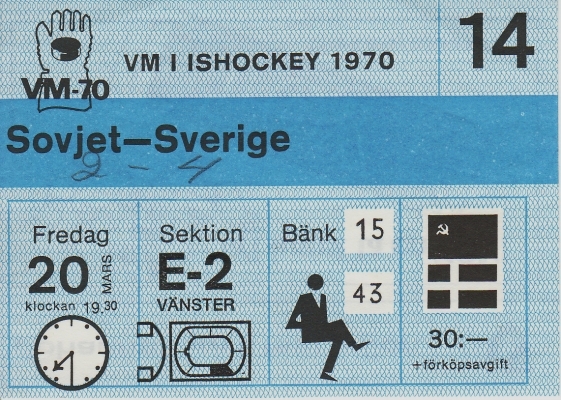 VM I ISHOCKEY 1970
14
VM-70
Sovjet–Sverige
2 - 4
Fredag
20 MARS
klockan 19.30
Sektion
E-2
VÄNSTER
Bänk 15
43
30:—
+förköpsavgift